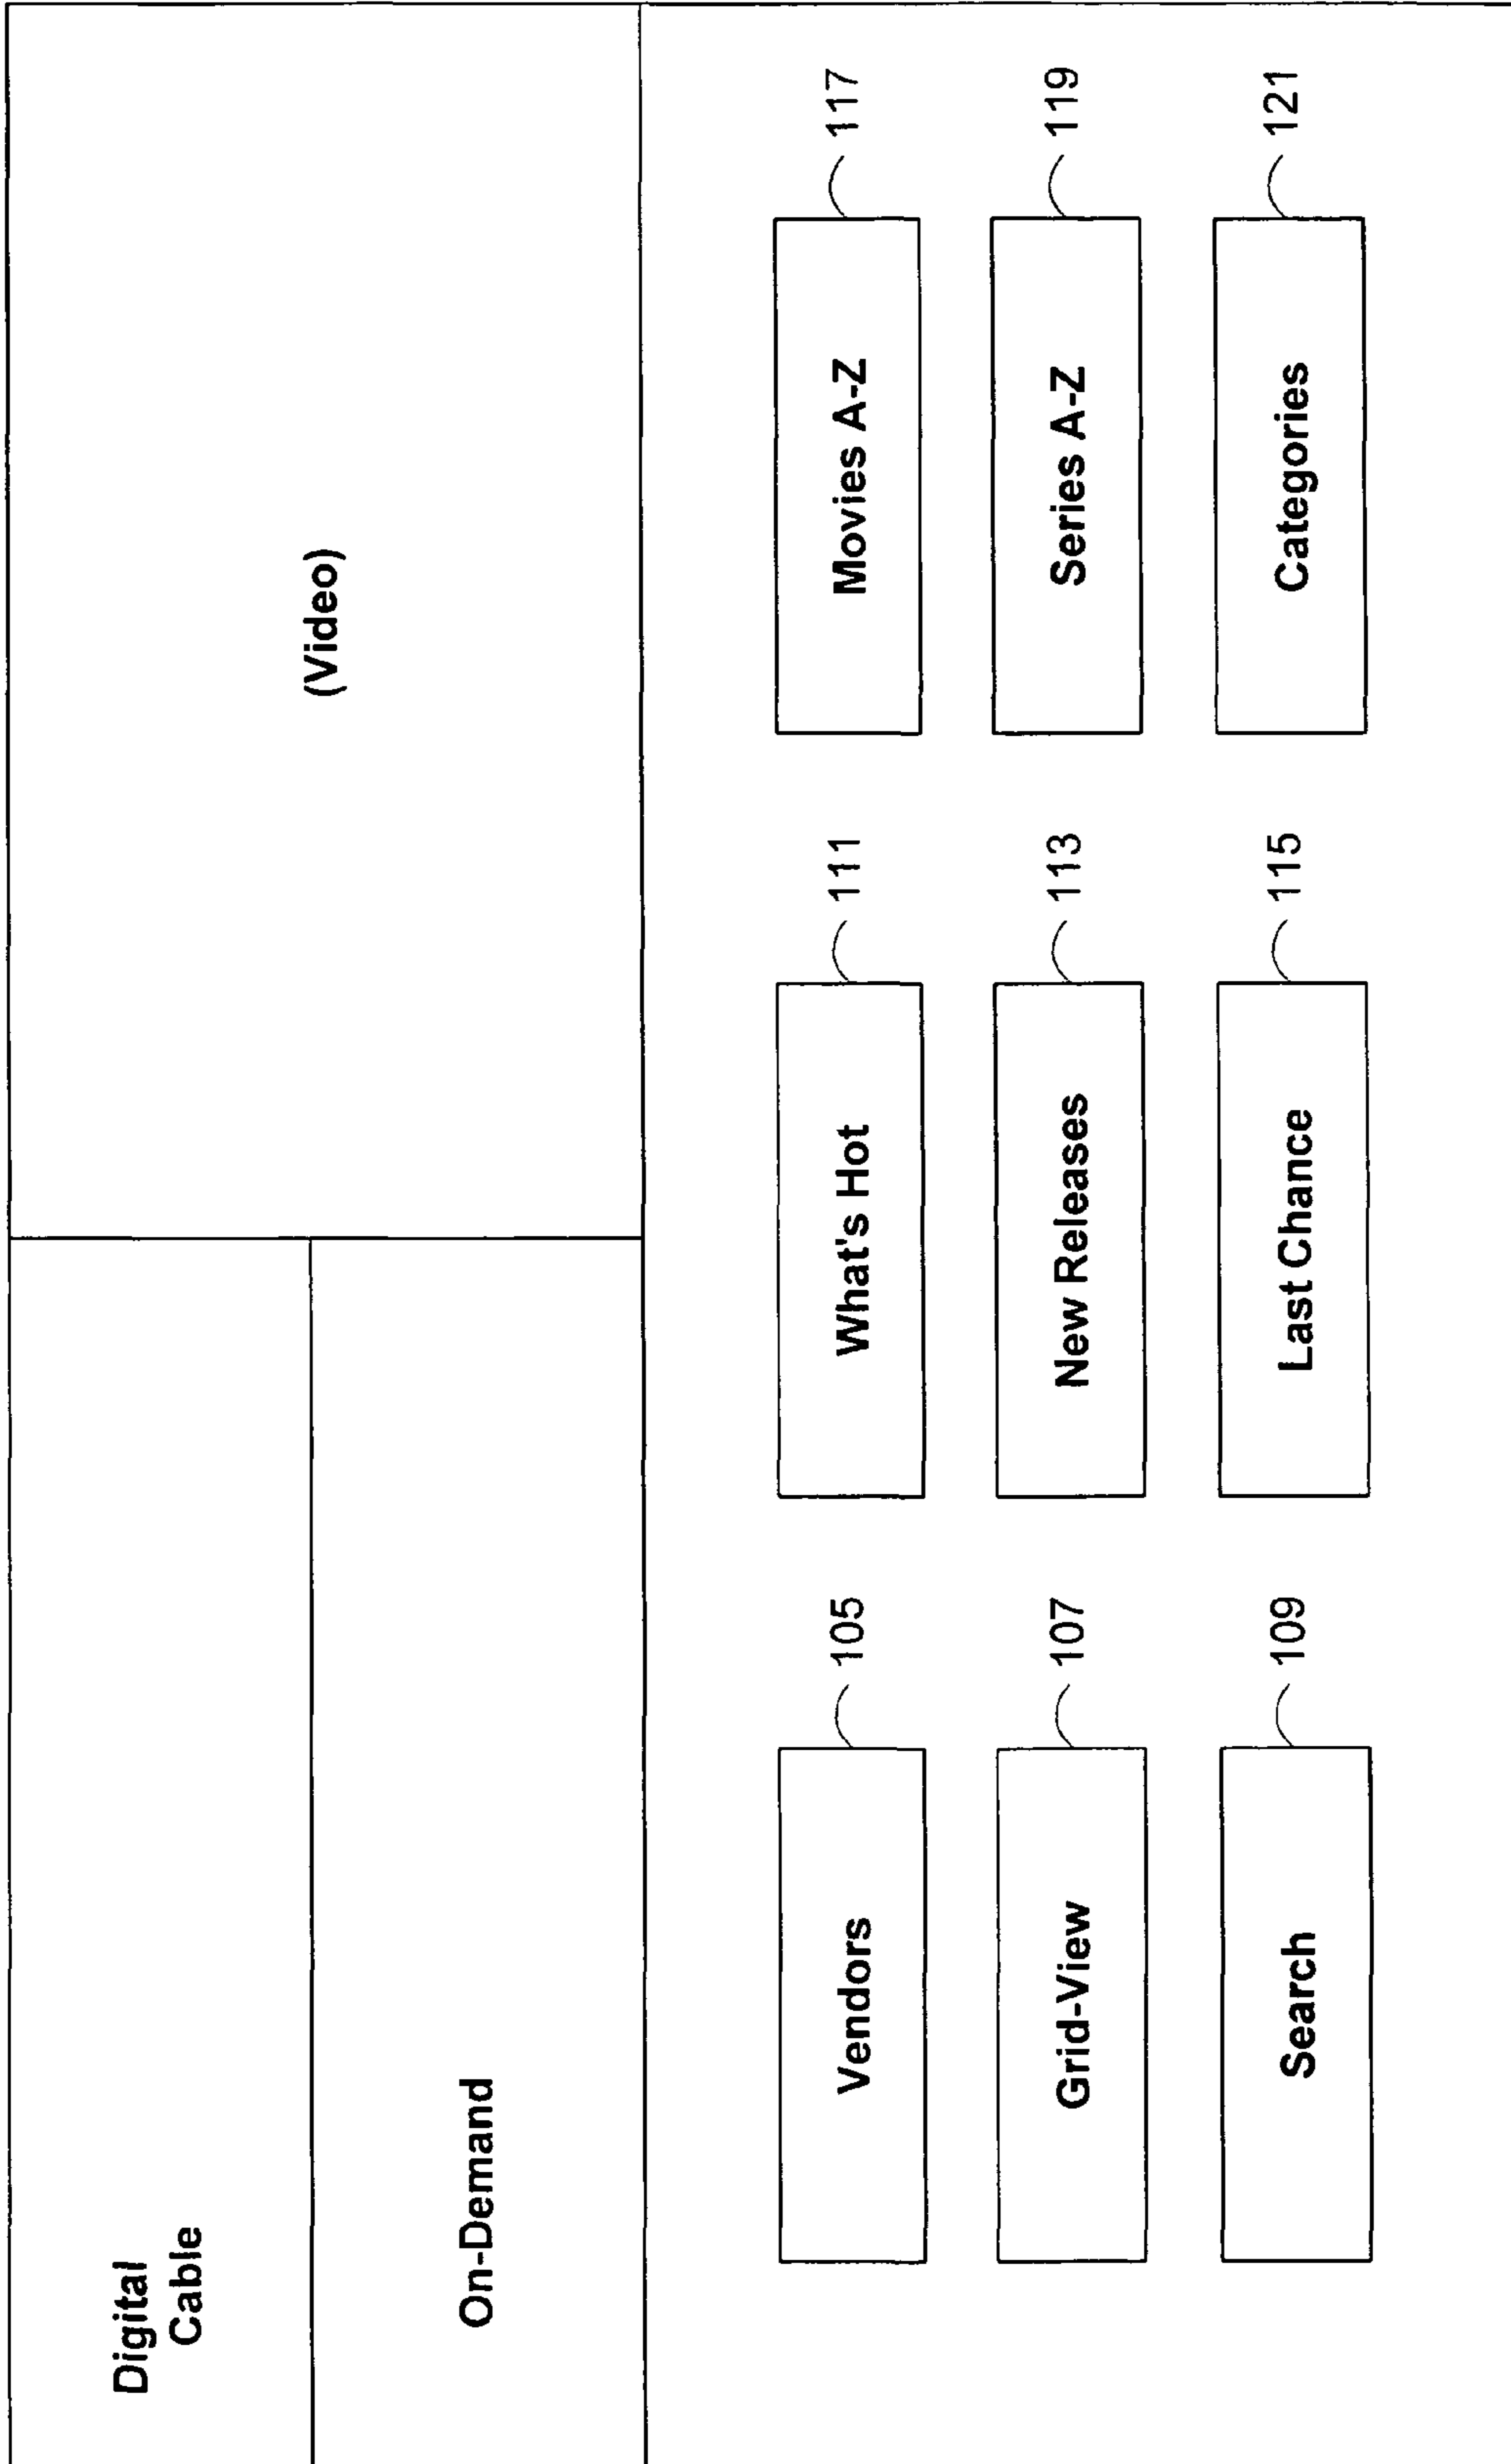 Digital
Cable
(Video)
On-Demand
Vendors
105
What's Hot
111
Movies A-Z
117
Grid-View
107
New Releases
113
Series A-Z
119
Search
109
Last Chance
115
Categories
121